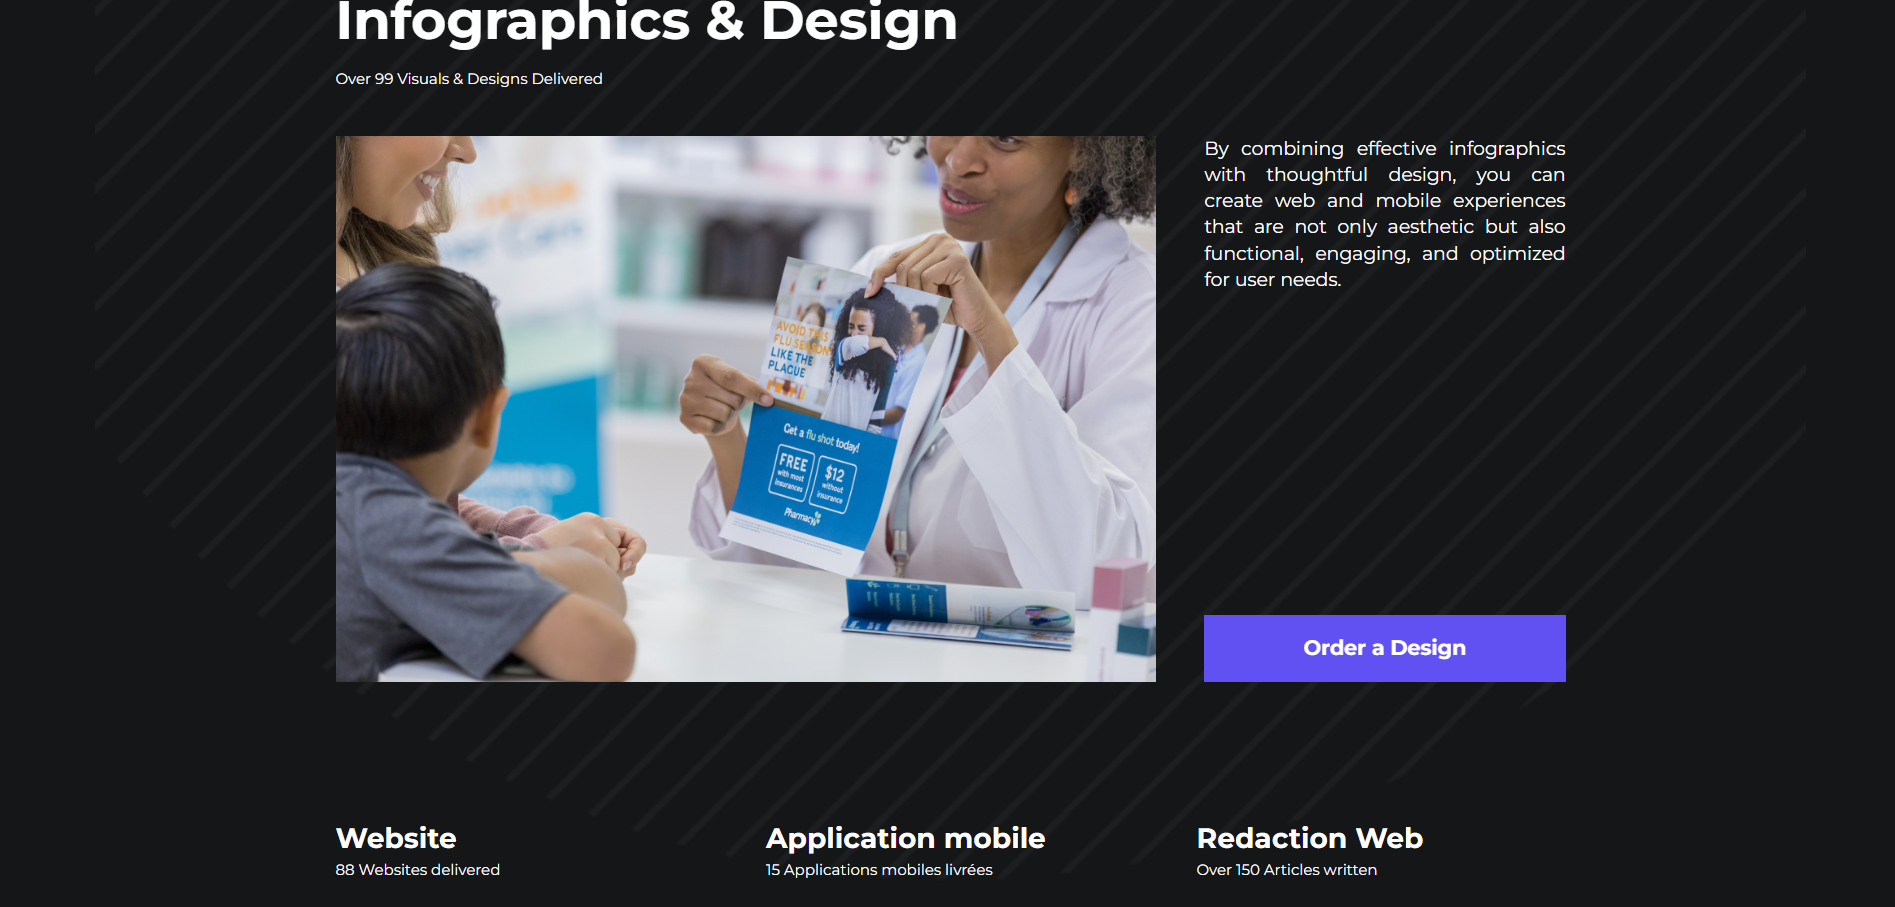 Infographics & Design
Over 99 Visuals & Designs Delivered
By combining effective infographics
with thoughtful design, you can
create web and mobile experiences
that are not only aesthetic but also
functional, engaging, and optimized
for user needs.
AVOID THIS
FLU SEASON
LIKE THE
PLAGUE
Get a flu shot today!
FREE
with most
insurances
$12
without
insurance
Pharmacy
Order a Design
Website
88 Websites delivered
Application mobile
15 Applications mobiles livrées
Redaction Web
Over 150 Articles written